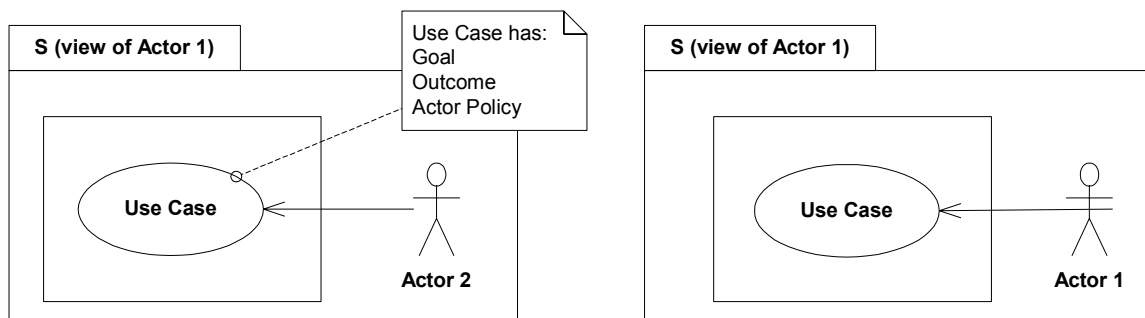 S (view of Actor 1)
Use Case has:
Goal
Outcome
Actor Policy
Use Case
Actor 2
S (view of Actor 1)
Use Case
Actor 1